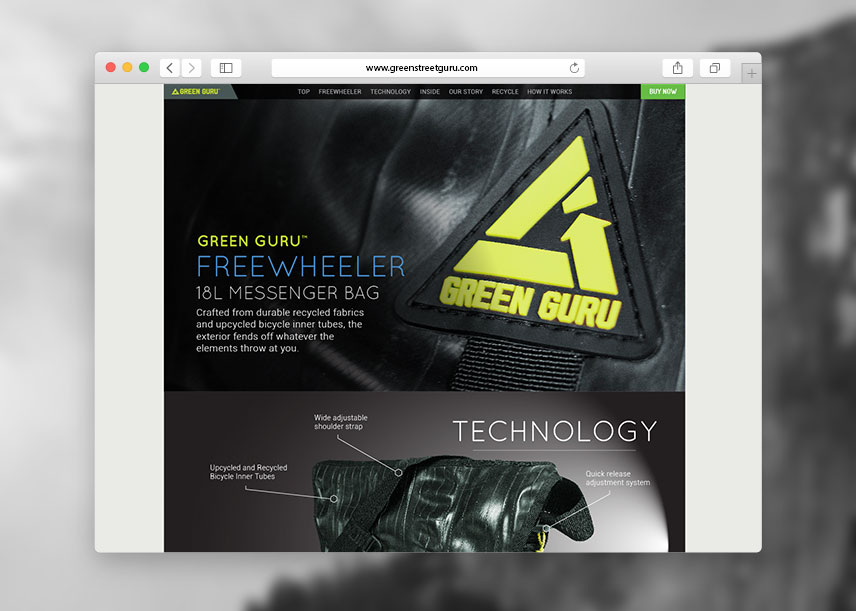 www.greenstreetguru.com
GREEN GURU™
TOP FREEWHEELER TECHNOLOGY INSIDE OUR STORY RECYCLE HOW IT WORKS
BUY NOW
GREEN GURU
GREEN GURU™
FREEWHEELER
18L MESSENGER BAG
Crafted from durable recycled fabrics
and upcycled bicycle inner tubes, the
exterior fends off whatever the
elements throw at you.
TECHNOLOGY
Wide adjustable
shoulder strap
Upcycled and Recycled
Bicycle Inner Tubes
Quick release
adjustment system